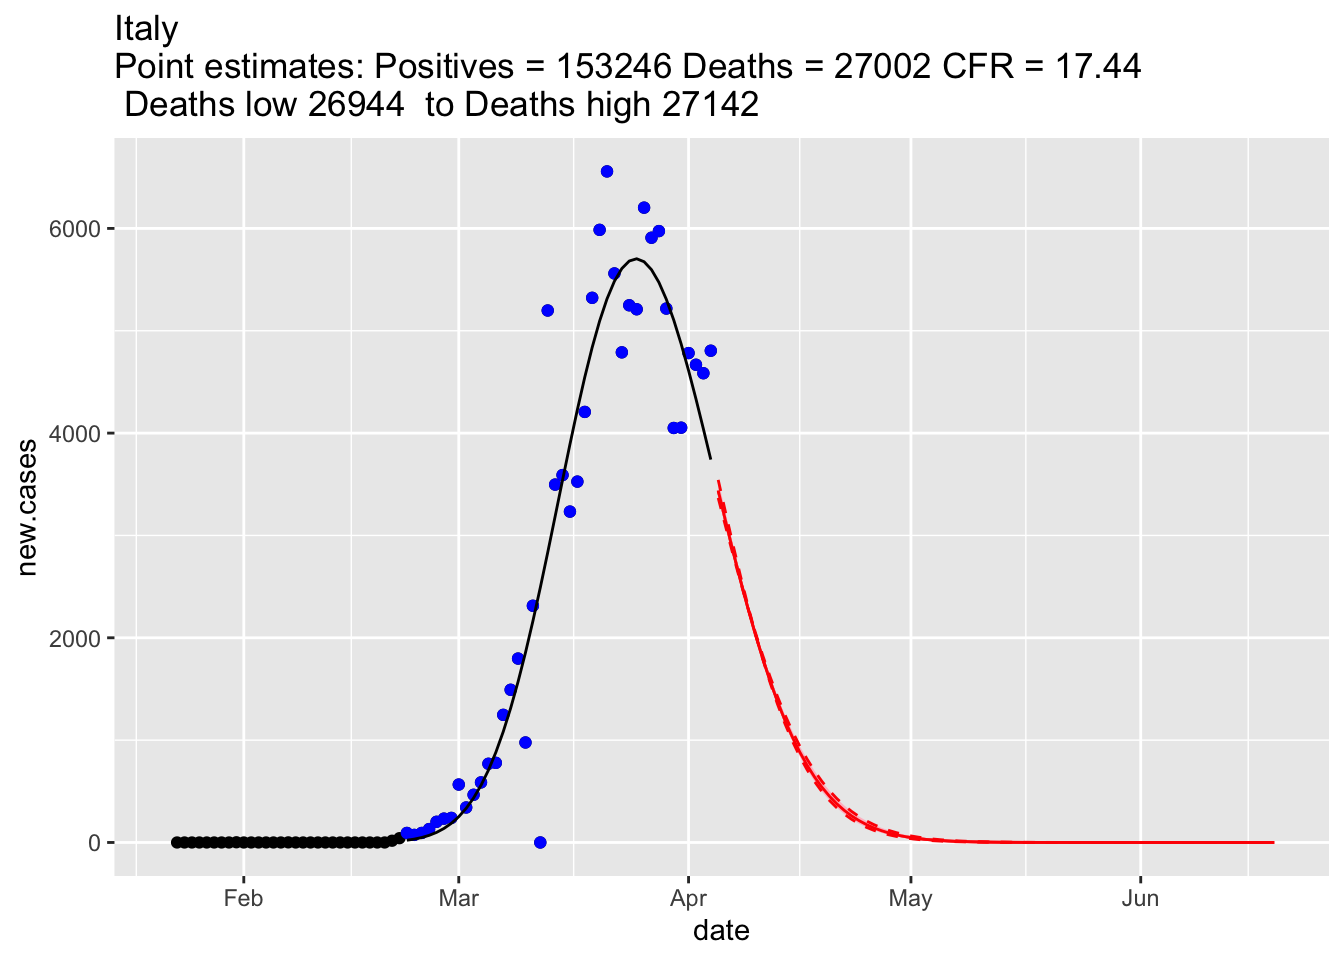 Italy
Point estimates: Positives = 153246 Deaths = 27002 CFR = 17.44
Deaths low 26944  to Deaths high 27142
6000
4000
2000
0
new.cases
Feb Mar Apr May Jun
date